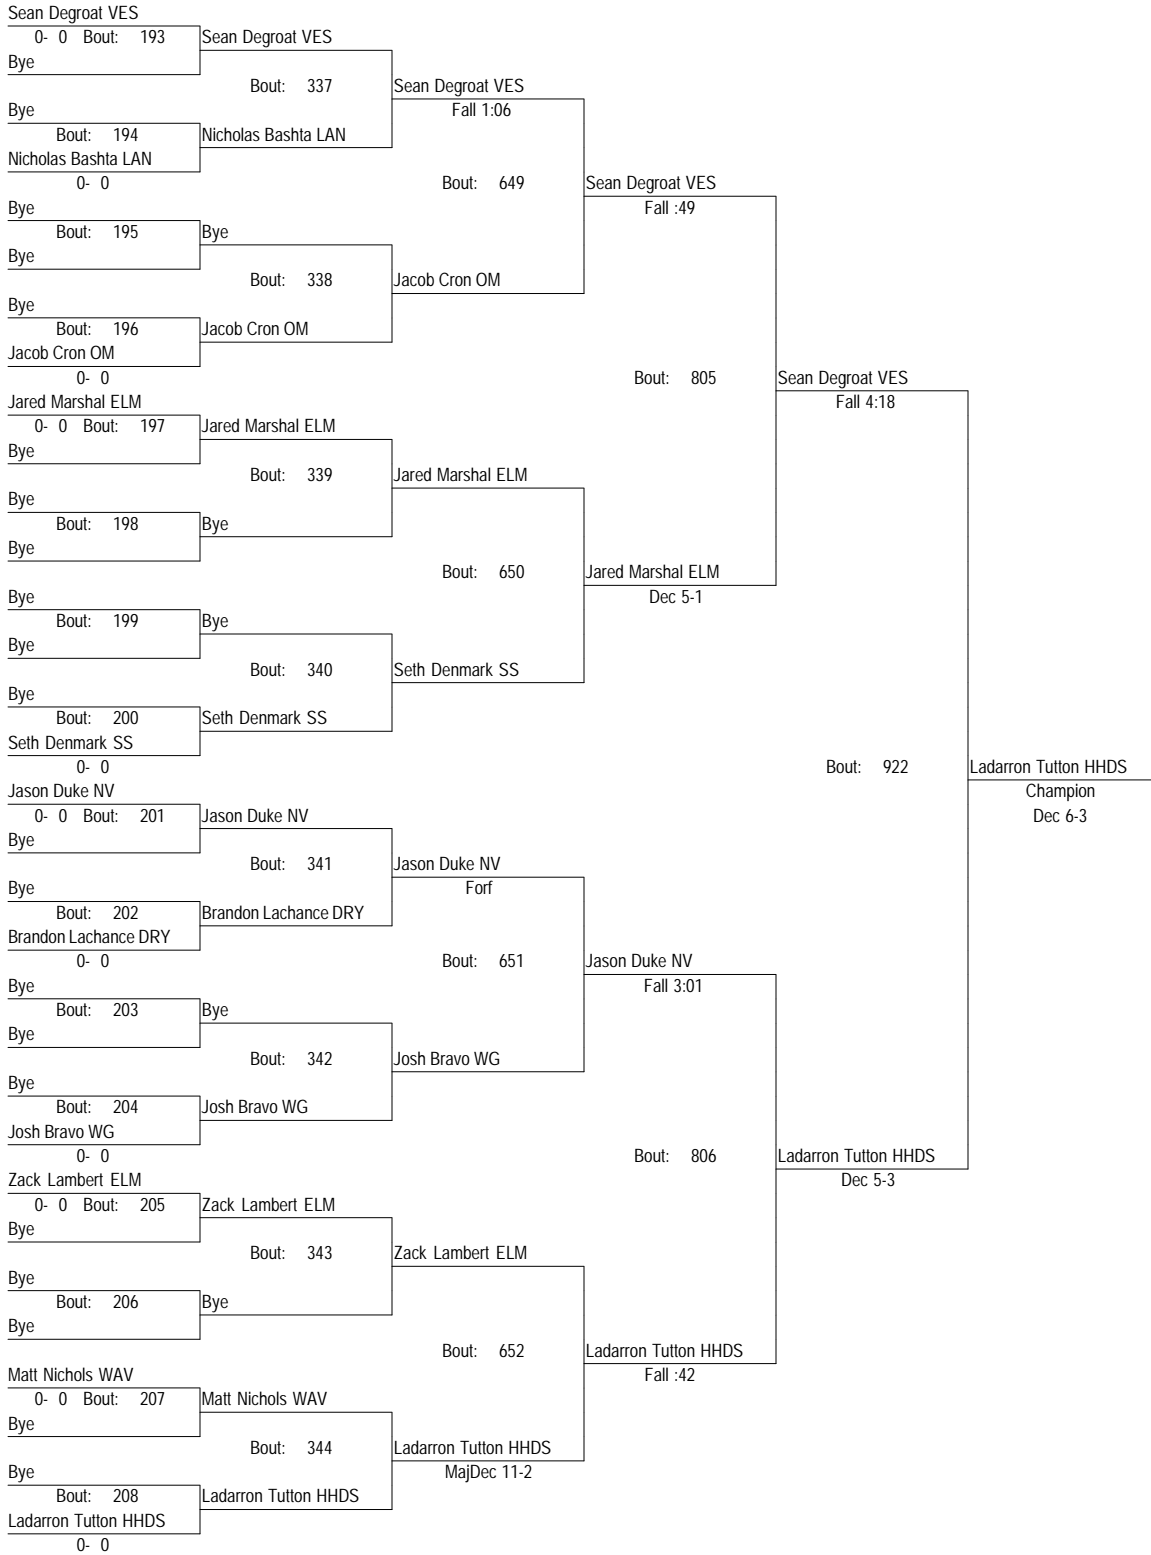 Sean Degroat VES
0- 0 Bout: 193
Bye
Bye
Bout: 194
Nicholas Bashta LAN
0- 0
Bye
Bout: 195
Bye
Bye
Bout: 196
Jacob Cron OM
0- 0
Jared Marshal ELM
0- 0 Bout: 197
Bye
Bye
Bout: 198
Bye
Bye
Bout: 199
Bye
Bye
Bout: 200
Seth Denmark SS
0- 0
Jason Duke NV
0- 0 Bout: 201
Bye
Bye
Bout: 202
Brandon Lachance DRY
0- 0
Bye
Bout: 203
Bye
Bye
Bout: 204
Josh Bravo WG
0- 0
Zack Lambert ELM
0- 0 Bout: 205
Bye
Bye
Bout: 206
Bye
Matt Nichols WAV
0- 0 Bout: 207
Bye
Bye
Bout: 208
Ladarron Tutton HHDS
0- 0
Sean Degroat VES
Bout: 337
Nicholas Bashta LAN
Bye
Bout: 338
Jacob Cron OM
Jared Marshal ELM
Bout: 339
Bye
Bye
Bout: 340
Seth Denmark SS
Jason Duke NV
Bout: 341
Brandon Lachance DRY
Bye
Bout: 342
Josh Bravo WG
Zack Lambert ELM
Bout: 343
Bye
Matt Nichols WAV
Bout: 344
Ladarron Tutton HHDS
Sean Degroat VES
Fall 1:06
Bout: 649
Jacob Cron OM
Jared Marshal ELM
Bout: 650
Seth Denmark SS
Jason Duke NV
Forf
Bout: 651
Josh Bravo WG
Zack Lambert ELM
Bout: 652
Ladarron Tutton HHDS
MajDec 11-2
Sean Degroat VES
Fall :49
Bout: 805
Jared Marshal ELM
Dec 5-1
Jason Duke NV
Fall 3:01
Bout: 806
Ladarron Tutton HHDS
Fall :42
Sean Degroat VES
Fall 4:18
Bout: 922
Ladarron Tutton HHDS
Dec 5-3
Ladarron Tutton HHDS
Champion
Dec 6-3